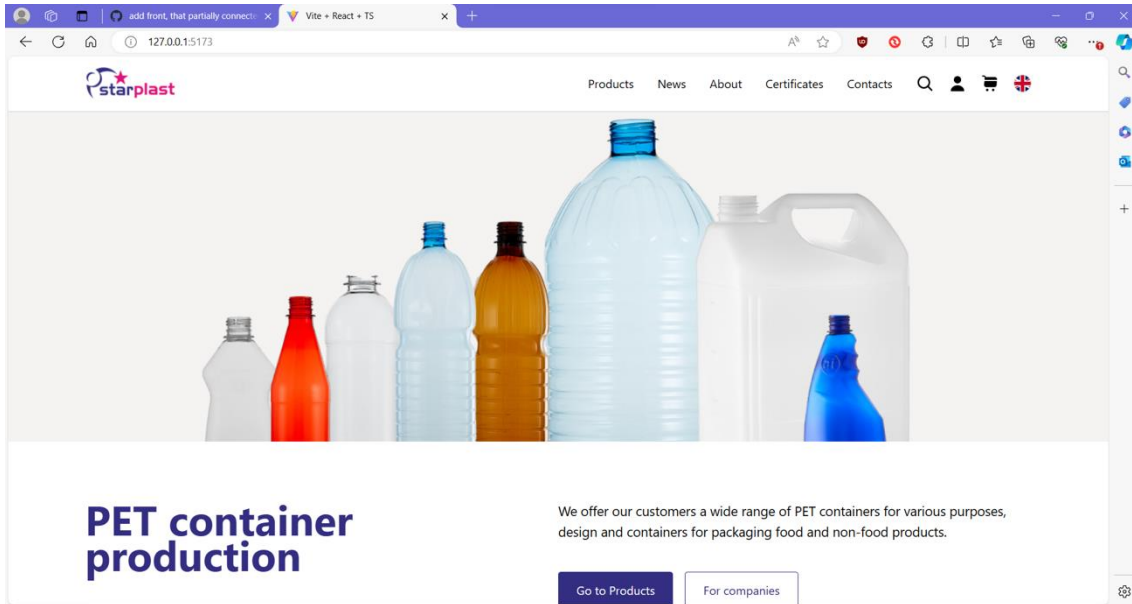 add front, that partially connecte
Vite + React + TS
127.0.0.1:5173
starplast
Products News About Certificates Contacts
PET container
production
We offer our customers a wide range of PET containers for various purposes,
design and containers for packaging food and non-food products.
Go to Products For companies